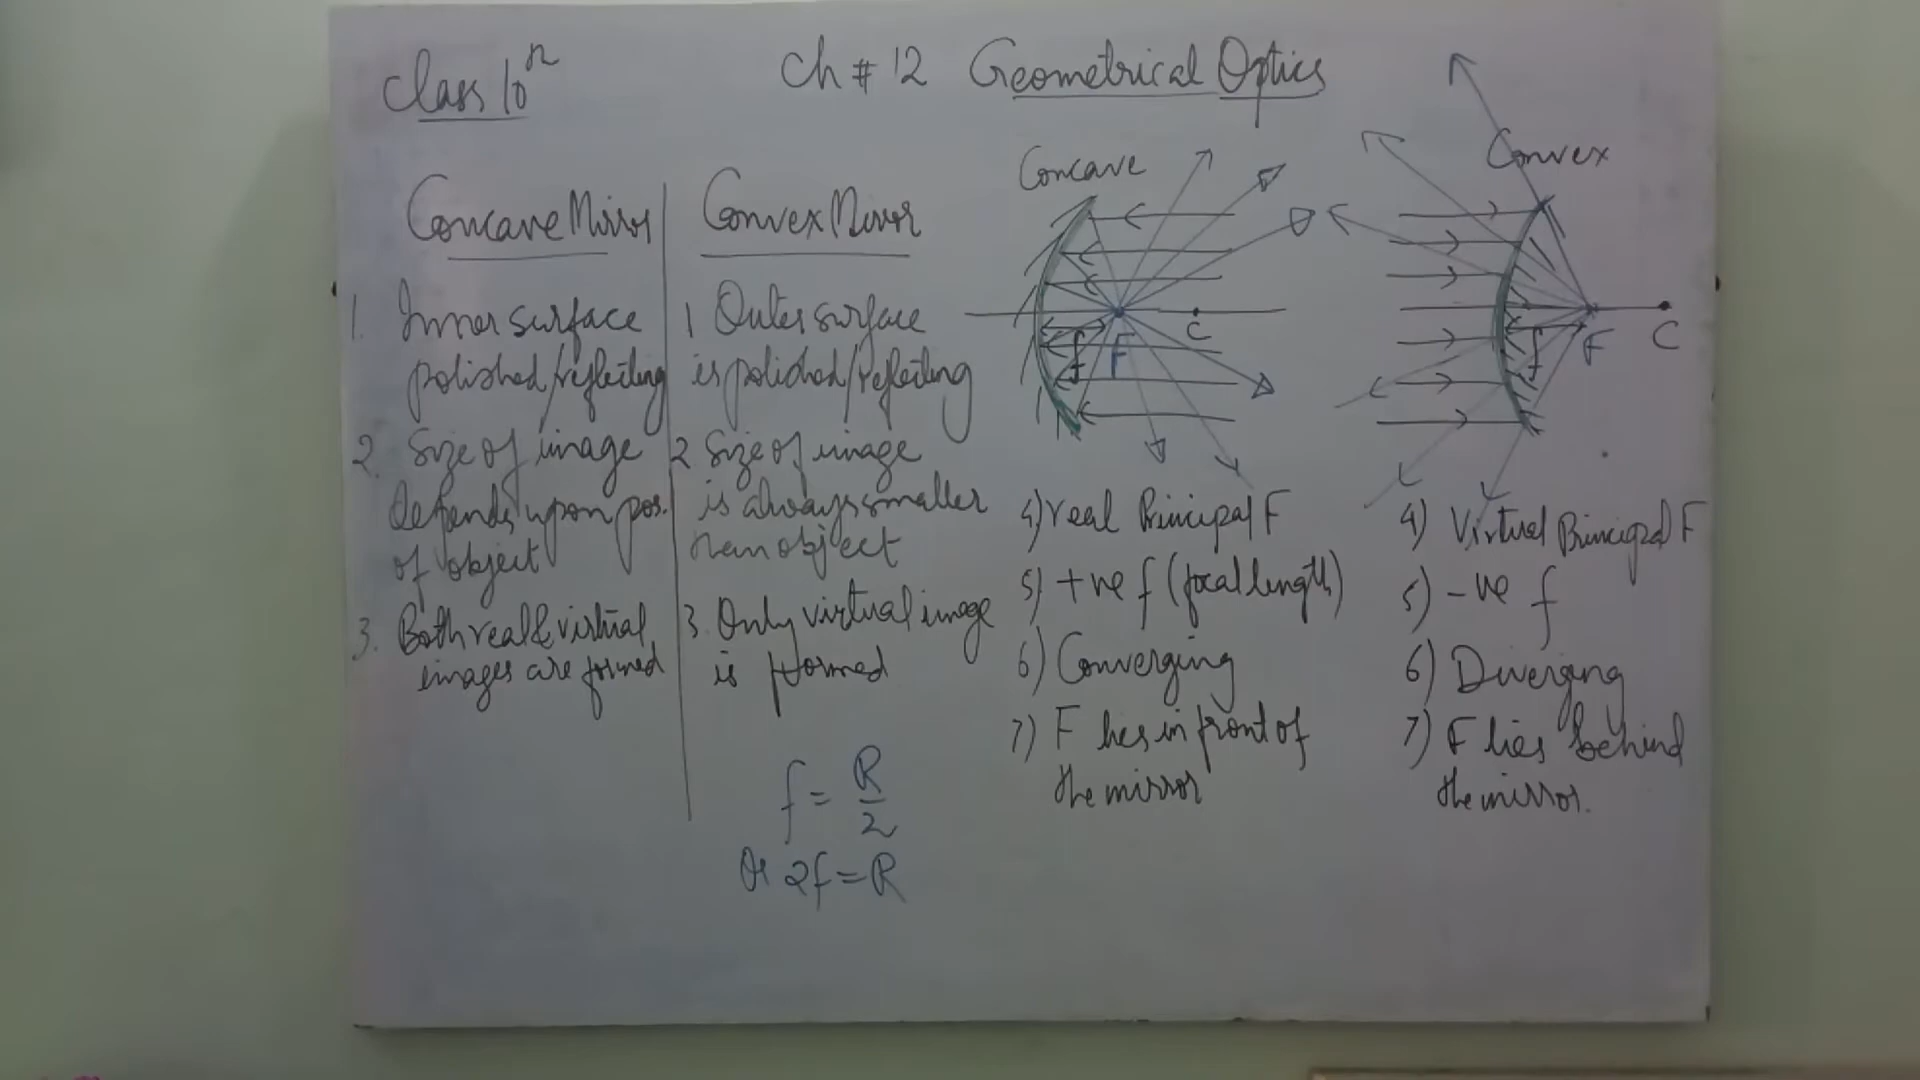 Class 10th
Ch # 12 Geometrical Optics
Concave Mirror
1. Inner surface
polished/reflecting
2. Size of image
depends upon pos.
of object
3. Both real & virtual
images are formed
Convex Mirror
1 Outer surface
is polished/reflecting
2 Size of image
is always smaller
than object
3. Only virtual image
is formed
f = R/2
Or 2f = R
Concave
f F C
4) real Principal F
5) +ve f (focal length)
6) Converging
7) F lies in front of
the mirror
Convex
f F C
4) Virtual Principal F
5) -ve f
6) Diverging
7) F lies behind
the mirror.